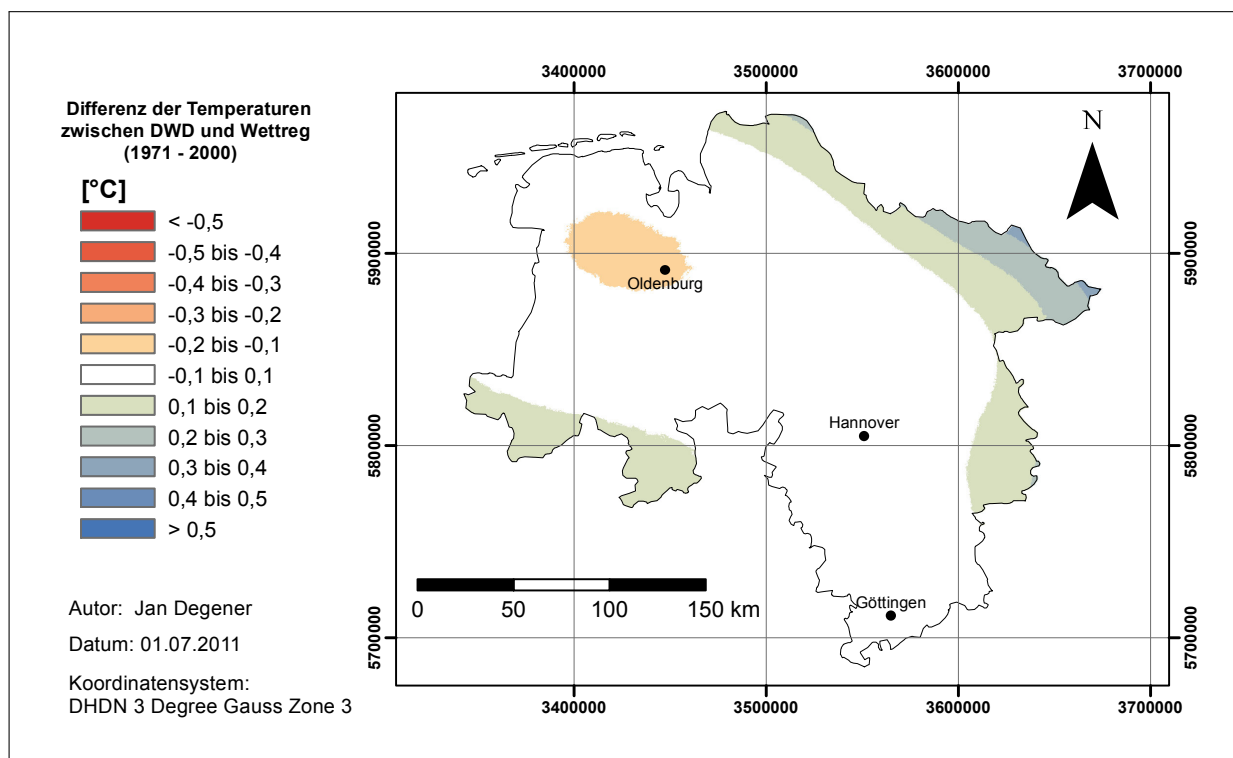 Differenz der Temperaturen
zwischen DWD und Wettreg
(1971 - 2000)
[°C]
< -0,5
-0,5 bis -0,4
-0,4 bis -0,3
-0,3 bis -0,2
-0,2 bis -0,1
-0,1 bis 0,1
0,1 bis 0,2
0,2 bis 0,3
0,3 bis 0,4
0,4 bis 0,5
> 0,5
Autor: Jan Degener
Datum: 01.07.2011
Koordinatensystem:
DHDN 3 Degree Gauss Zone 3
3400000 3500000 3600000 3700000
N
5900000 5900000
Oldenburg
Hannover
5800000 5800000
0 50 100 150 km
Göttingen
5700000 5700000
3400000 3500000 3600000 3700000